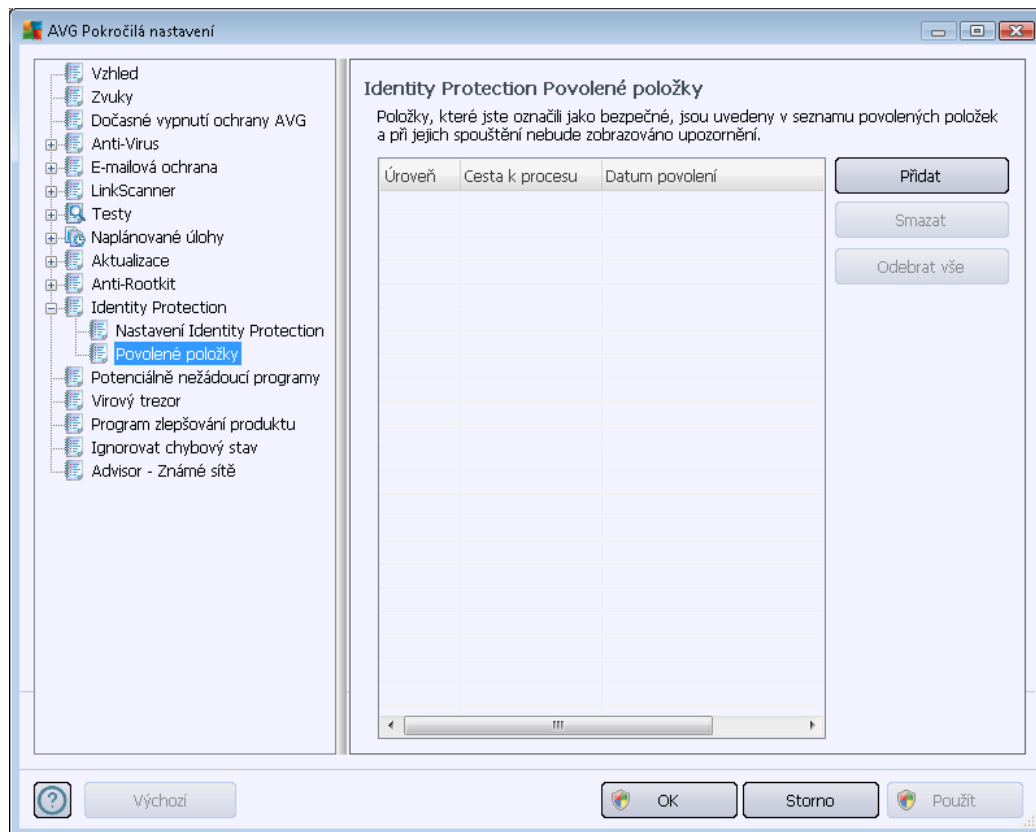 AVG Pokročilá nastavení
Vzhled
Zvuky
Dočasné vypnutí ochrany AVG
Anti-Virus
E-mailová ochrana
LinkScanner
Testy
Naplánované úlohy
Aktualizace
Anti-Rootkit
Identity Protection
Nastavení Identity Protection
Povolené položky
Potenciálně nežádoucí programy
Virový trezor
Program zlepšování produktu
Ignorovat chybový stav
Advisor - Známé sítě
Identity Protection Povolené položky
Položky, které jste označili jako bezpečné, jsou uvedeny v seznamu povolených položek
a při jejich spouštění nebude zobrazováno upozornění.
Úroveň Cesta k procesu Datum povolení
Přidat
Smazat
Odebrat vše
Výchozí
OK
Storno
Použít